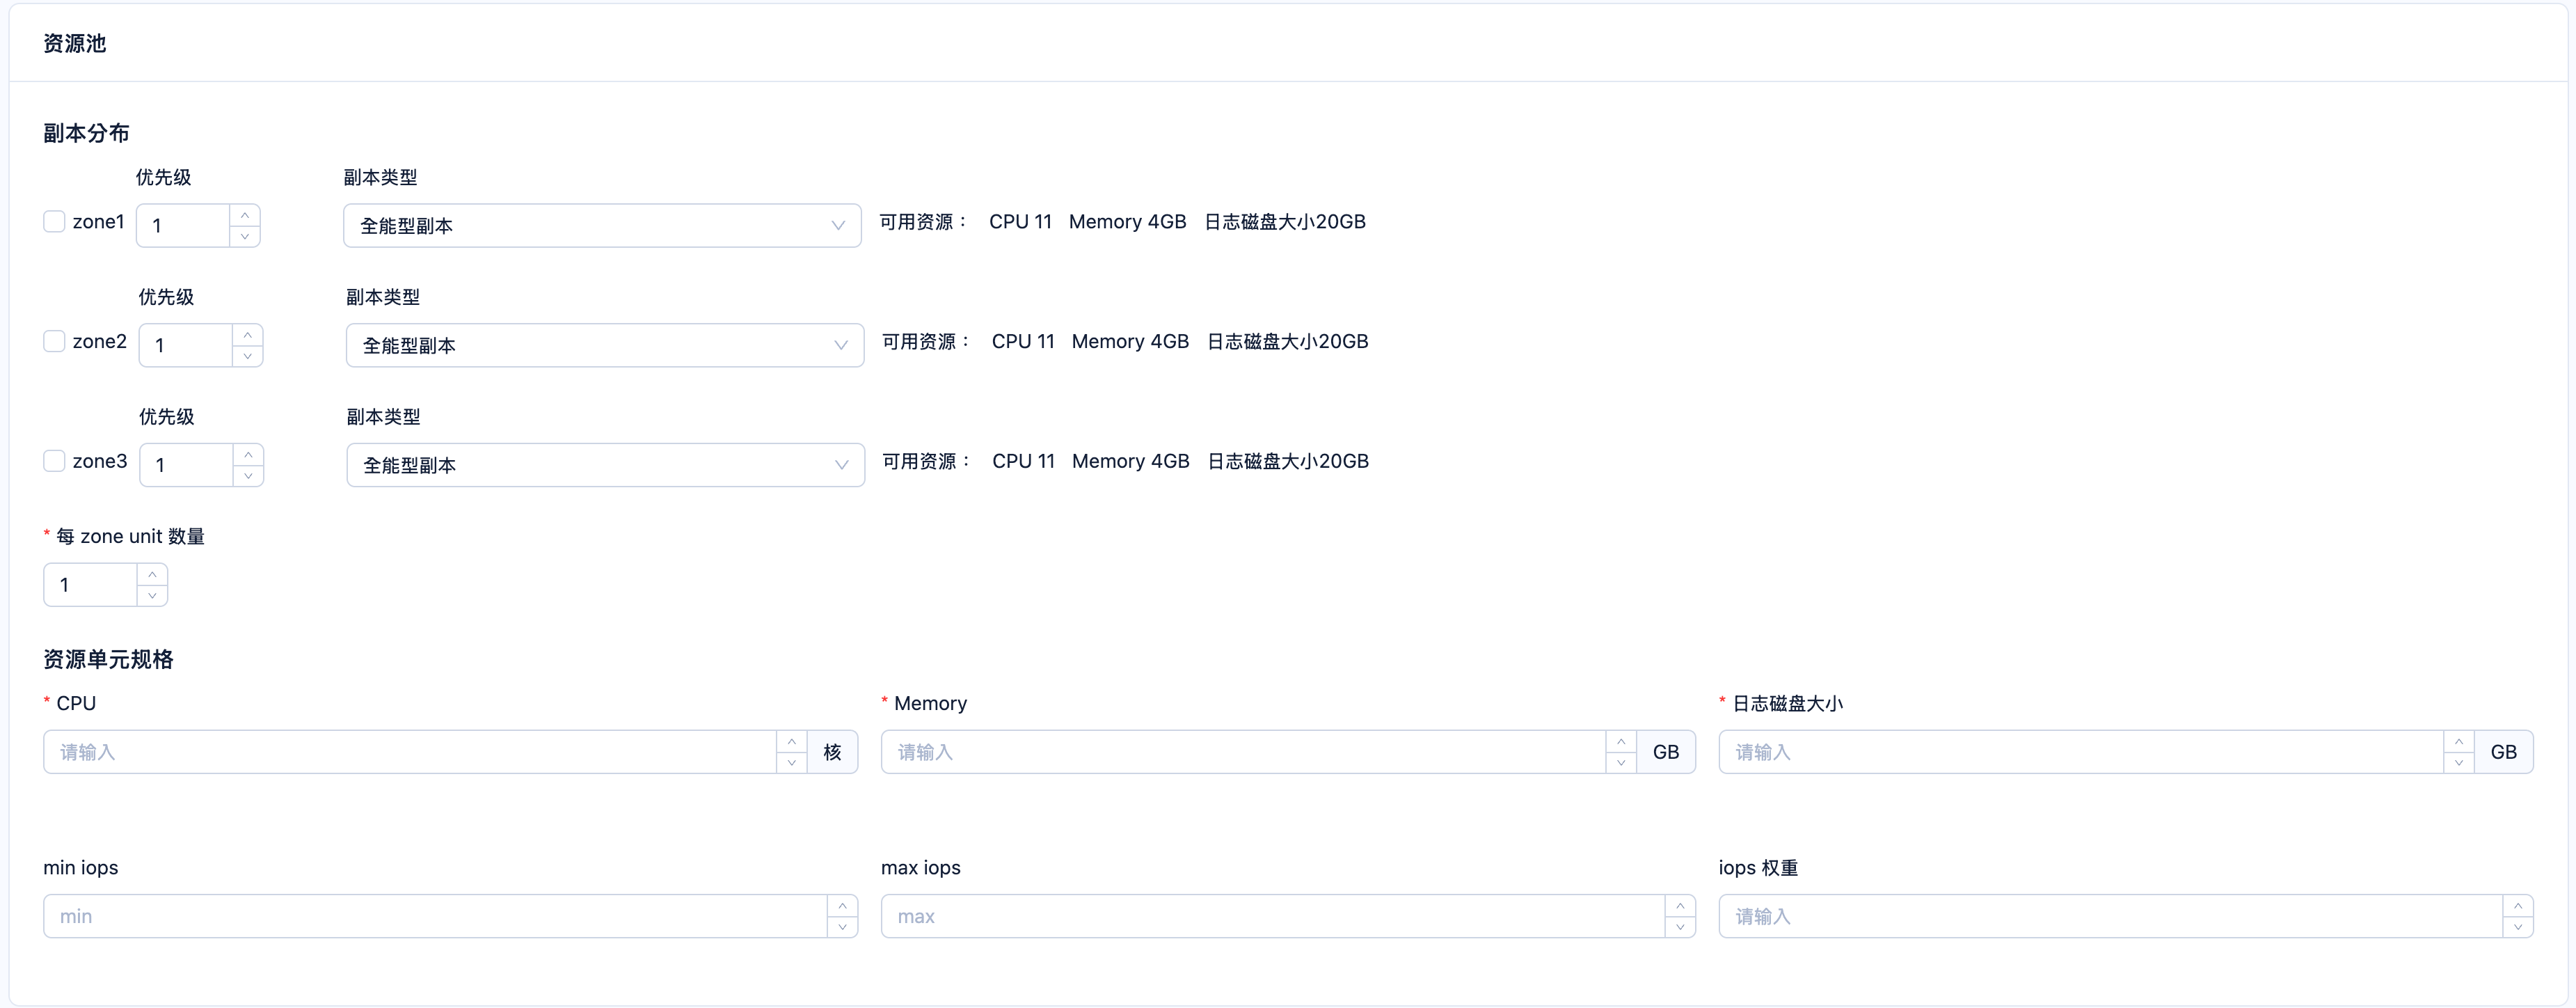 资源池
副本分布
优先级 副本类型
zone1 1 全能型副本 可用资源： CPU 11 Memory 4GB 日志磁盘大小20GB
优先级 副本类型
zone2 1 全能型副本 可用资源： CPU 11 Memory 4GB 日志磁盘大小20GB
优先级 副本类型
zone3 1 全能型副本 可用资源： CPU 11 Memory 4GB 日志磁盘大小20GB
* 每 zone unit 数量
1
资源单元规格
* CPU * Memory * 日志磁盘大小
请输入 核 请输入 GB 请输入 GB
min iops max iops iops 权重
min max 请输入